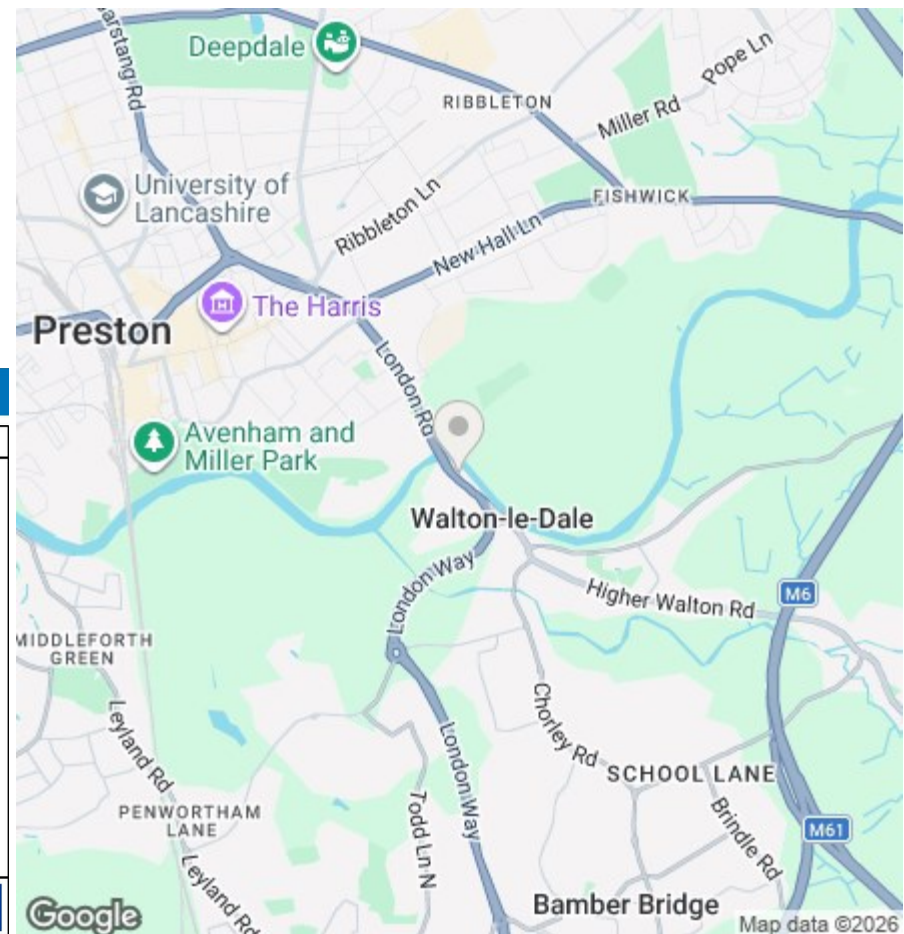 Garstang Rd
Deepdale
RIBBLETON
Pope Ln
Miller Rd
University of
Lancashire
Ribbleton Ln
FISHWICK
New Hall Ln
The Harris
Preston
London Rd
Avenham and
Miller Park
Walton-le-Dale
London Way
Higher Walton Rd
M6
MIDDLEFORTH
GREEN
Leyland Rd
Chorley Rd
London Way
SCHOOL LANE
PENWORTHAM
LANE
Todd Ln N
Brindle Rd
M61
Leyland Rd
Bamber Bridge
Google
Map data ©2026